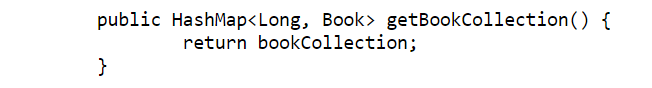 public HashMap<Long, Book> getBookCollection() {
return bookCollection;
}